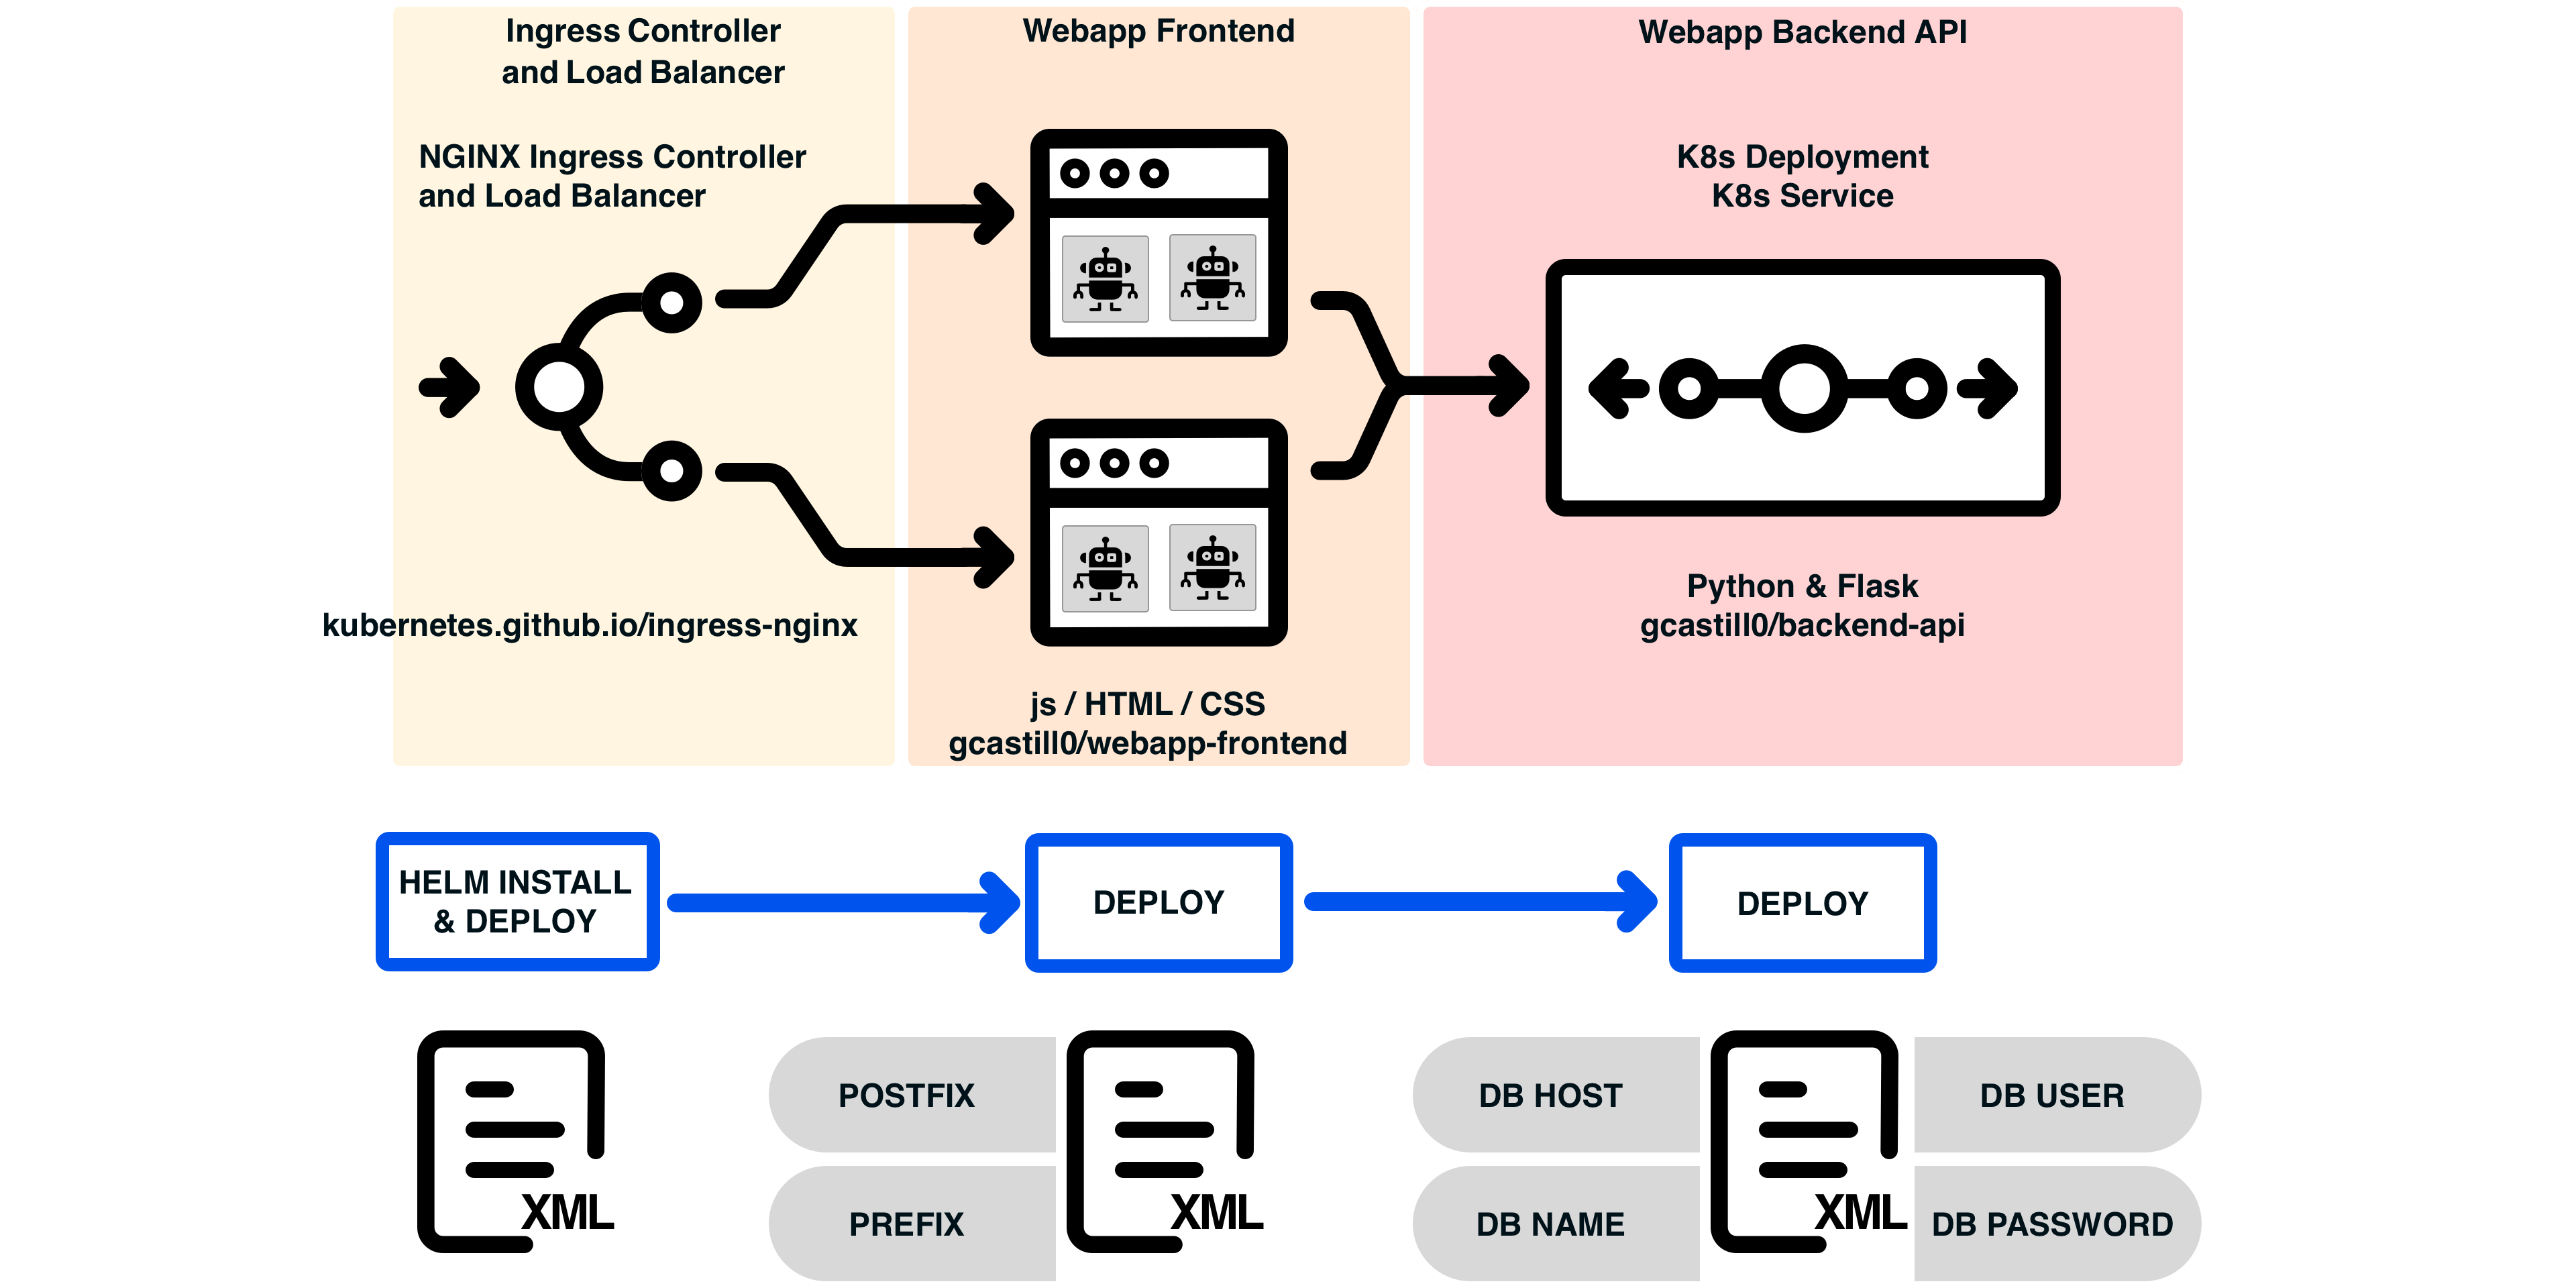 Ingress Controller
and Load Balancer
NGINX Ingress Controller
and Load Balancer
kubernetes.github.io/ingress-nginx
Webapp Frontend
js / HTML / CSS
gcastill0/webapp-frontend
Webapp Backend API
K8s Deployment
K8s Service
Python & Flask
gcastill0/backend-api
HELM INSTALL
& DEPLOY
DEPLOY
DEPLOY
XML
POSTFIX
PREFIX
XML
DB HOST
DB NAME
XML
DB USER
DB PASSWORD